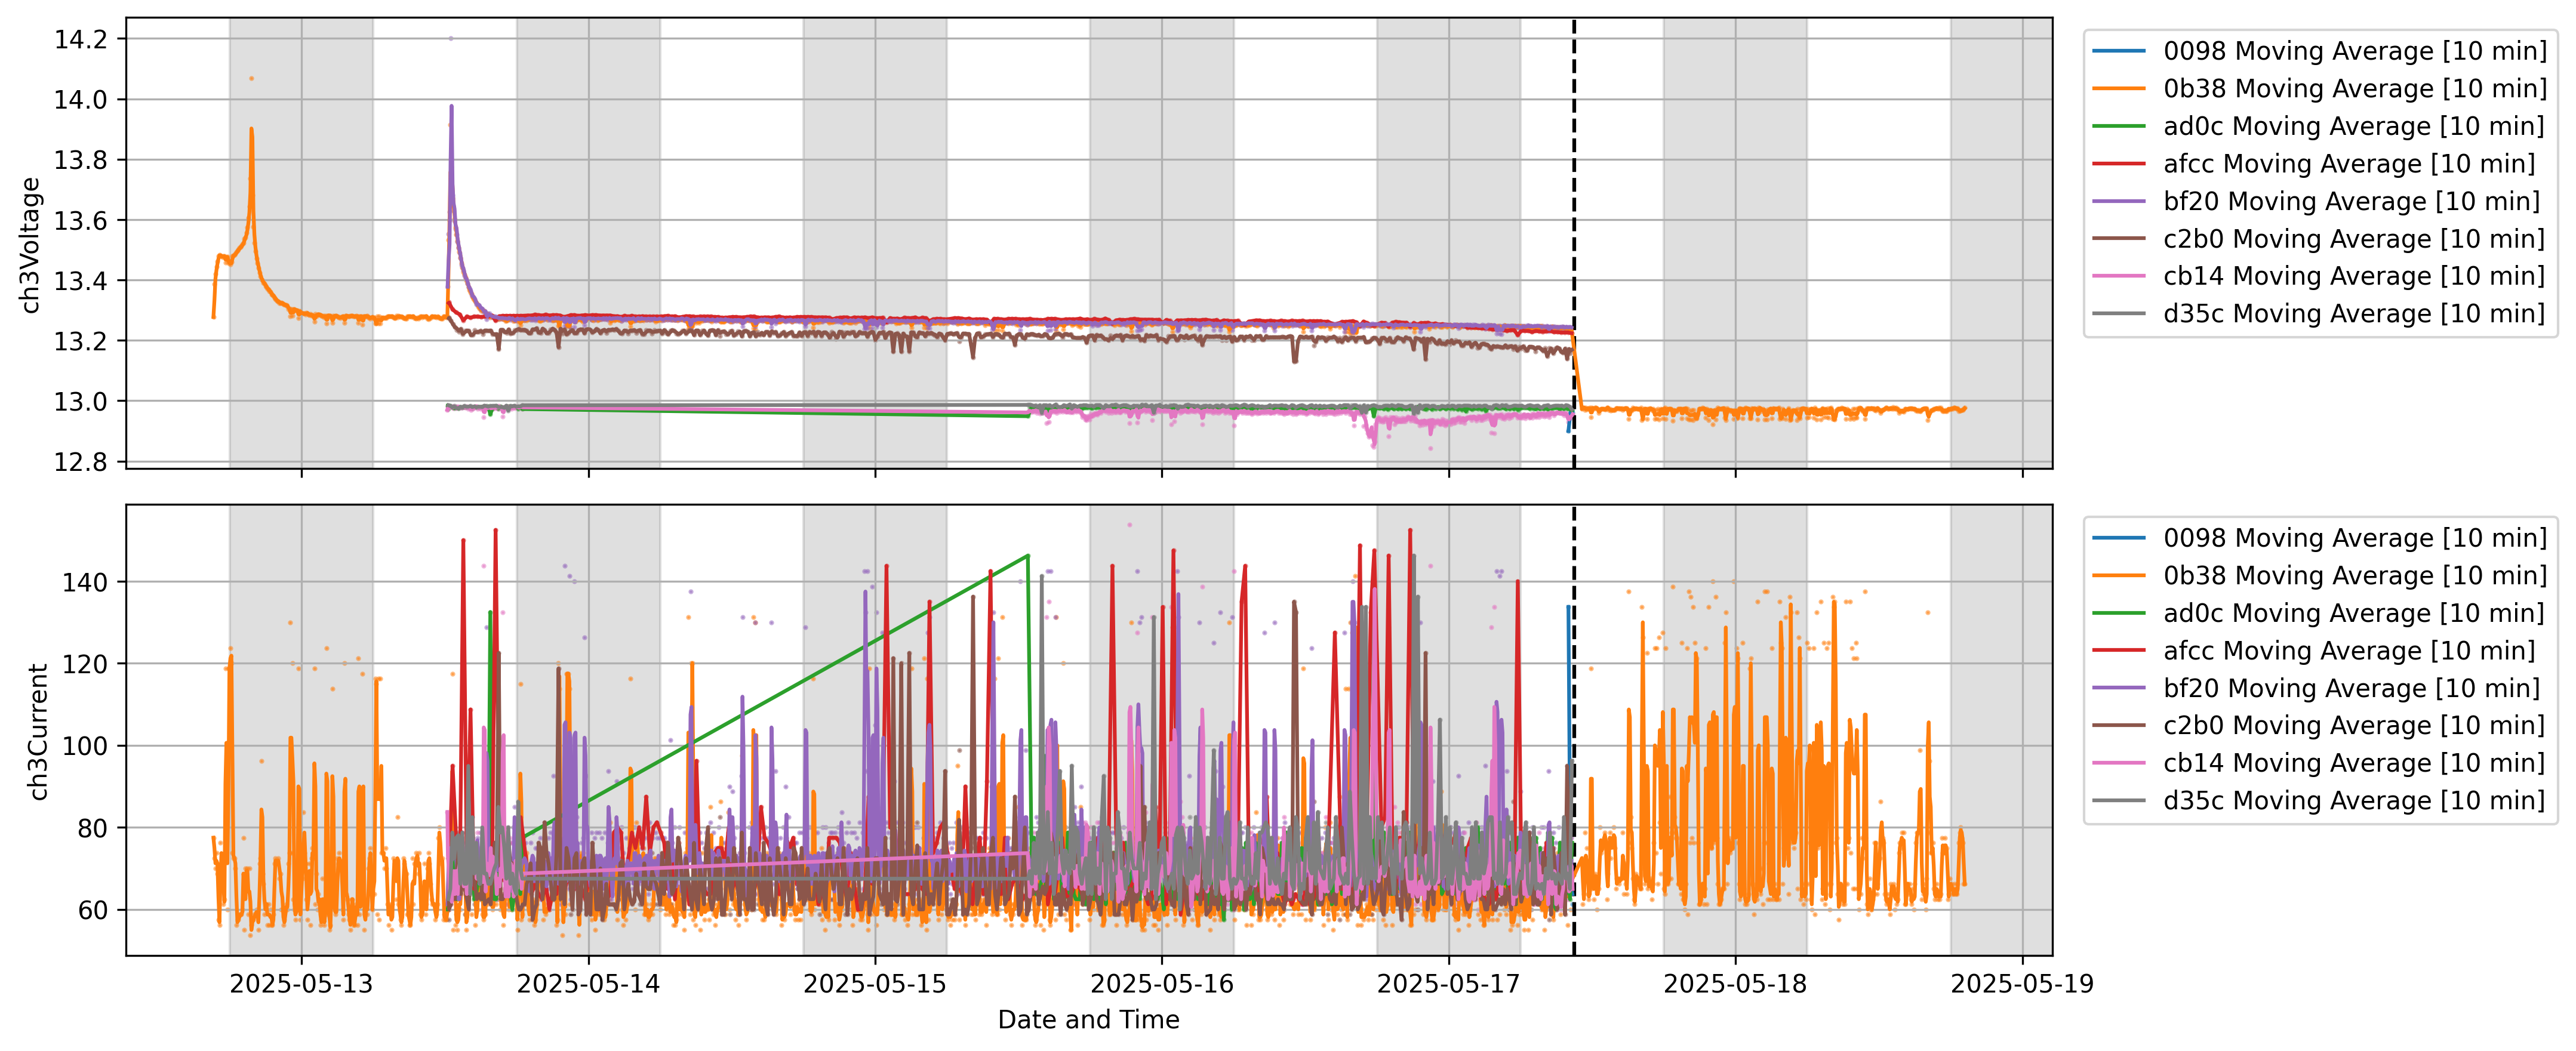 14.2
14.0
13.8
13.6
13.4
13.2
13.0
12.8
ch3Voltage
0098 Moving Average [10 min]
0b38 Moving Average [10 min]
ad0c Moving Average [10 min]
afcc Moving Average [10 min]
bf20 Moving Average [10 min]
c2b0 Moving Average [10 min]
cb14 Moving Average [10 min]
d35c Moving Average [10 min]
140
120
100
80
60
ch3Current
0098 Moving Average [10 min]
0b38 Moving Average [10 min]
ad0c Moving Average [10 min]
afcc Moving Average [10 min]
bf20 Moving Average [10 min]
c2b0 Moving Average [10 min]
cb14 Moving Average [10 min]
d35c Moving Average [10 min]
2025-05-13 2025-05-14 2025-05-15 2025-05-16 2025-05-17 2025-05-18 2025-05-19
Date and Time